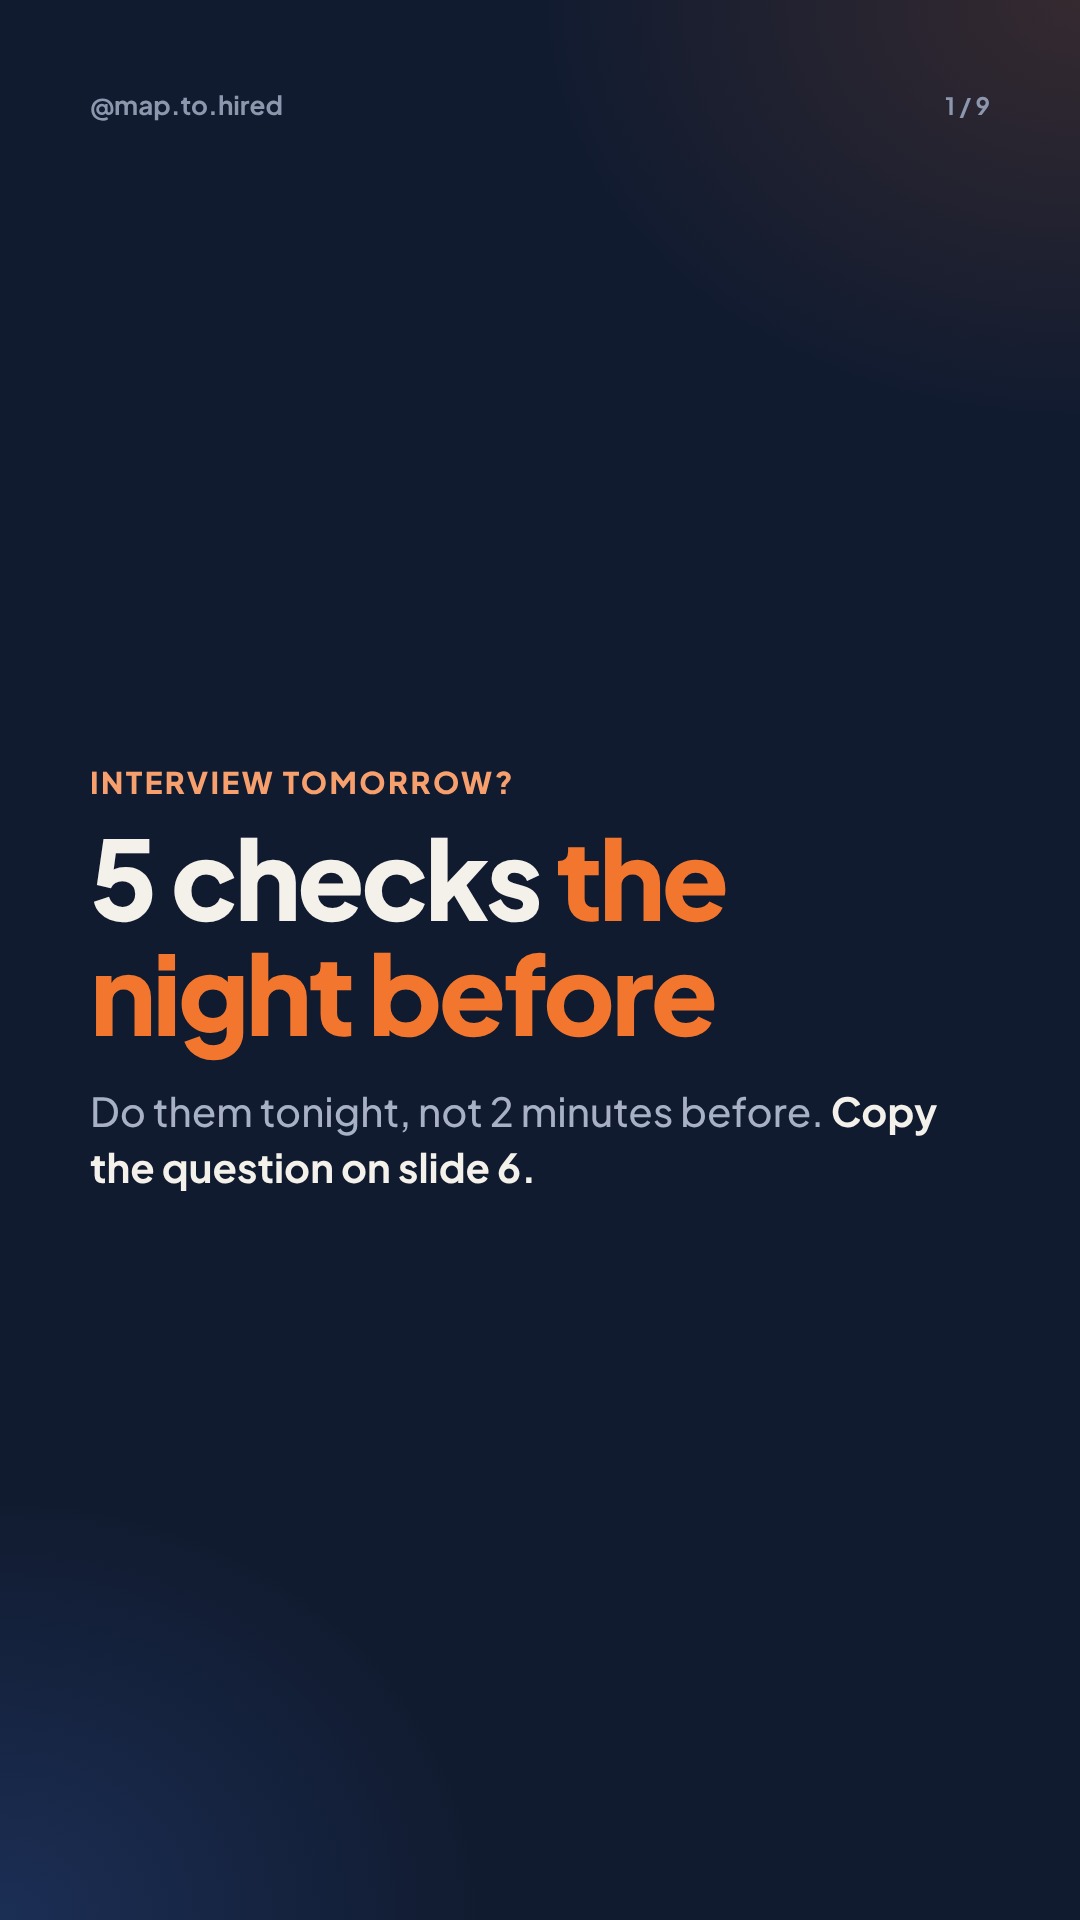 @map.to.hired
1 / 9
INTERVIEW TOMORROW?
5 checks the
night before
Do them tonight, not 2 minutes before. Copy
the question on slide 6.